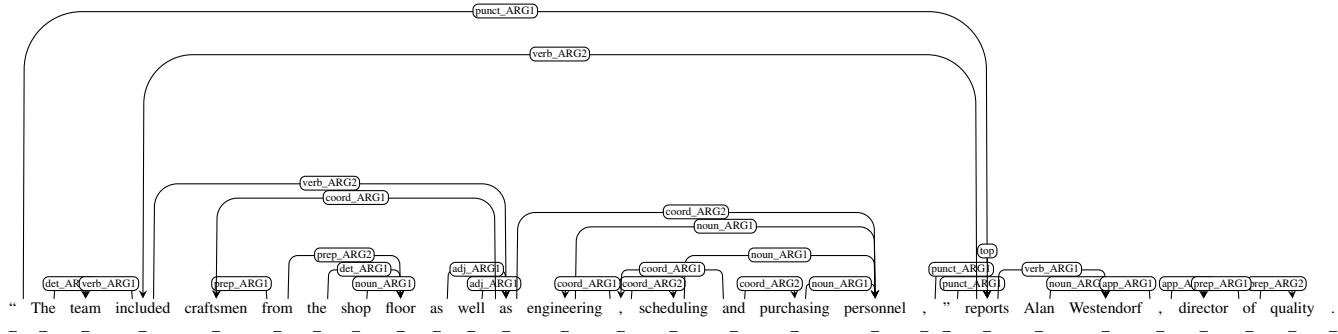 punct_ARG1
verb_ARG2
verb_ARG2
coord_ARG1
coord_ARG2
noun_ARG1
prep_ARG2 noun_ARG1 top
det_ARG1 adj_ARG1 coord_ARG1 punct_ARG1 verb_ARG1
verb_ARG1 prep_ARG1 noun_ARG1 adj_ARG1 coord_ARG1 coord_ARG2 coord_ARG2 noun_ARG1 punct_ARG1 app_ARG1 prep_ARG1 prep_ARG2
“ The team included craftsmen from the shop floor as well as engineering , scheduling and purchasing personnel , ” reports Alan Westendorf , director of quality .